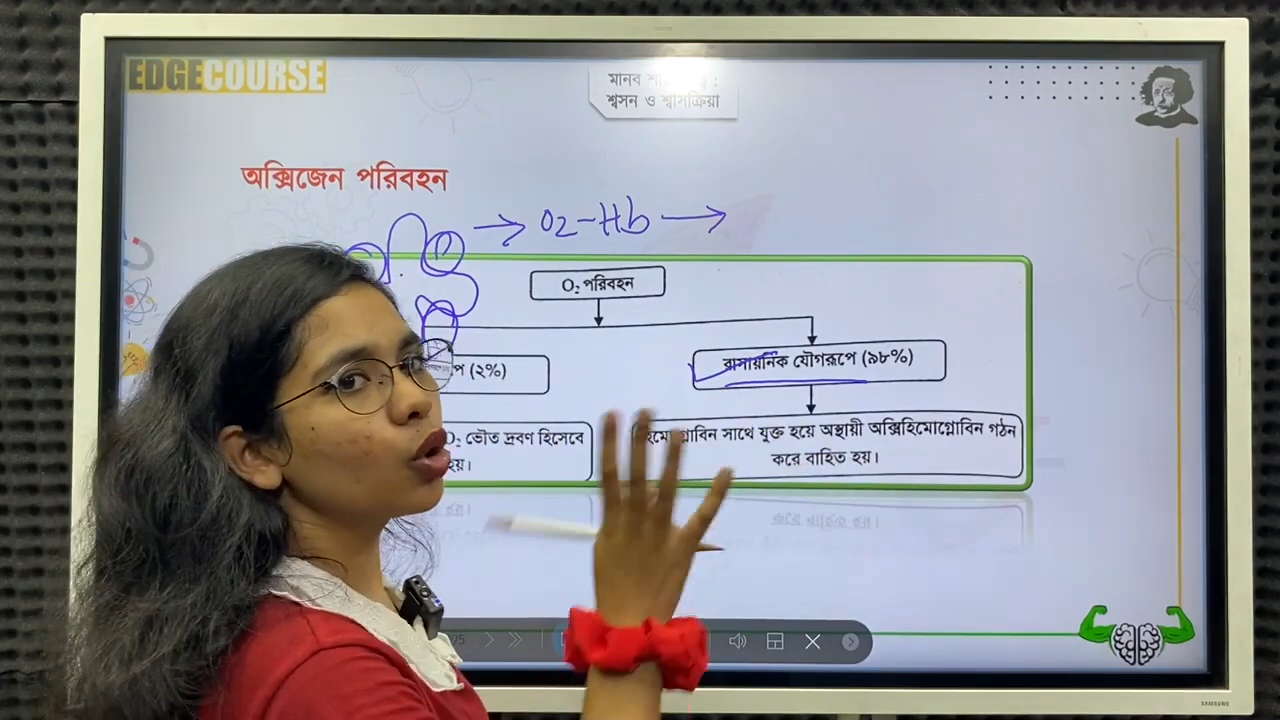 EDGECOURSE
মানব
শ্বসন ও শ্বাসক্রিয়া
অক্সিজেন পরিবহন
→ O2-Hb →
O₂ পরিবহন
(২%)
রাসায়নিক যৌগরূপে (৯৮%)
ভৌত দ্রবণ হিসেবে
হয়।
সাথে যুক্ত হয়ে অস্থায়ী অক্সিহিমোগ্লোবিন গঠন
করে বাহিত হয়।
SAMSUNG